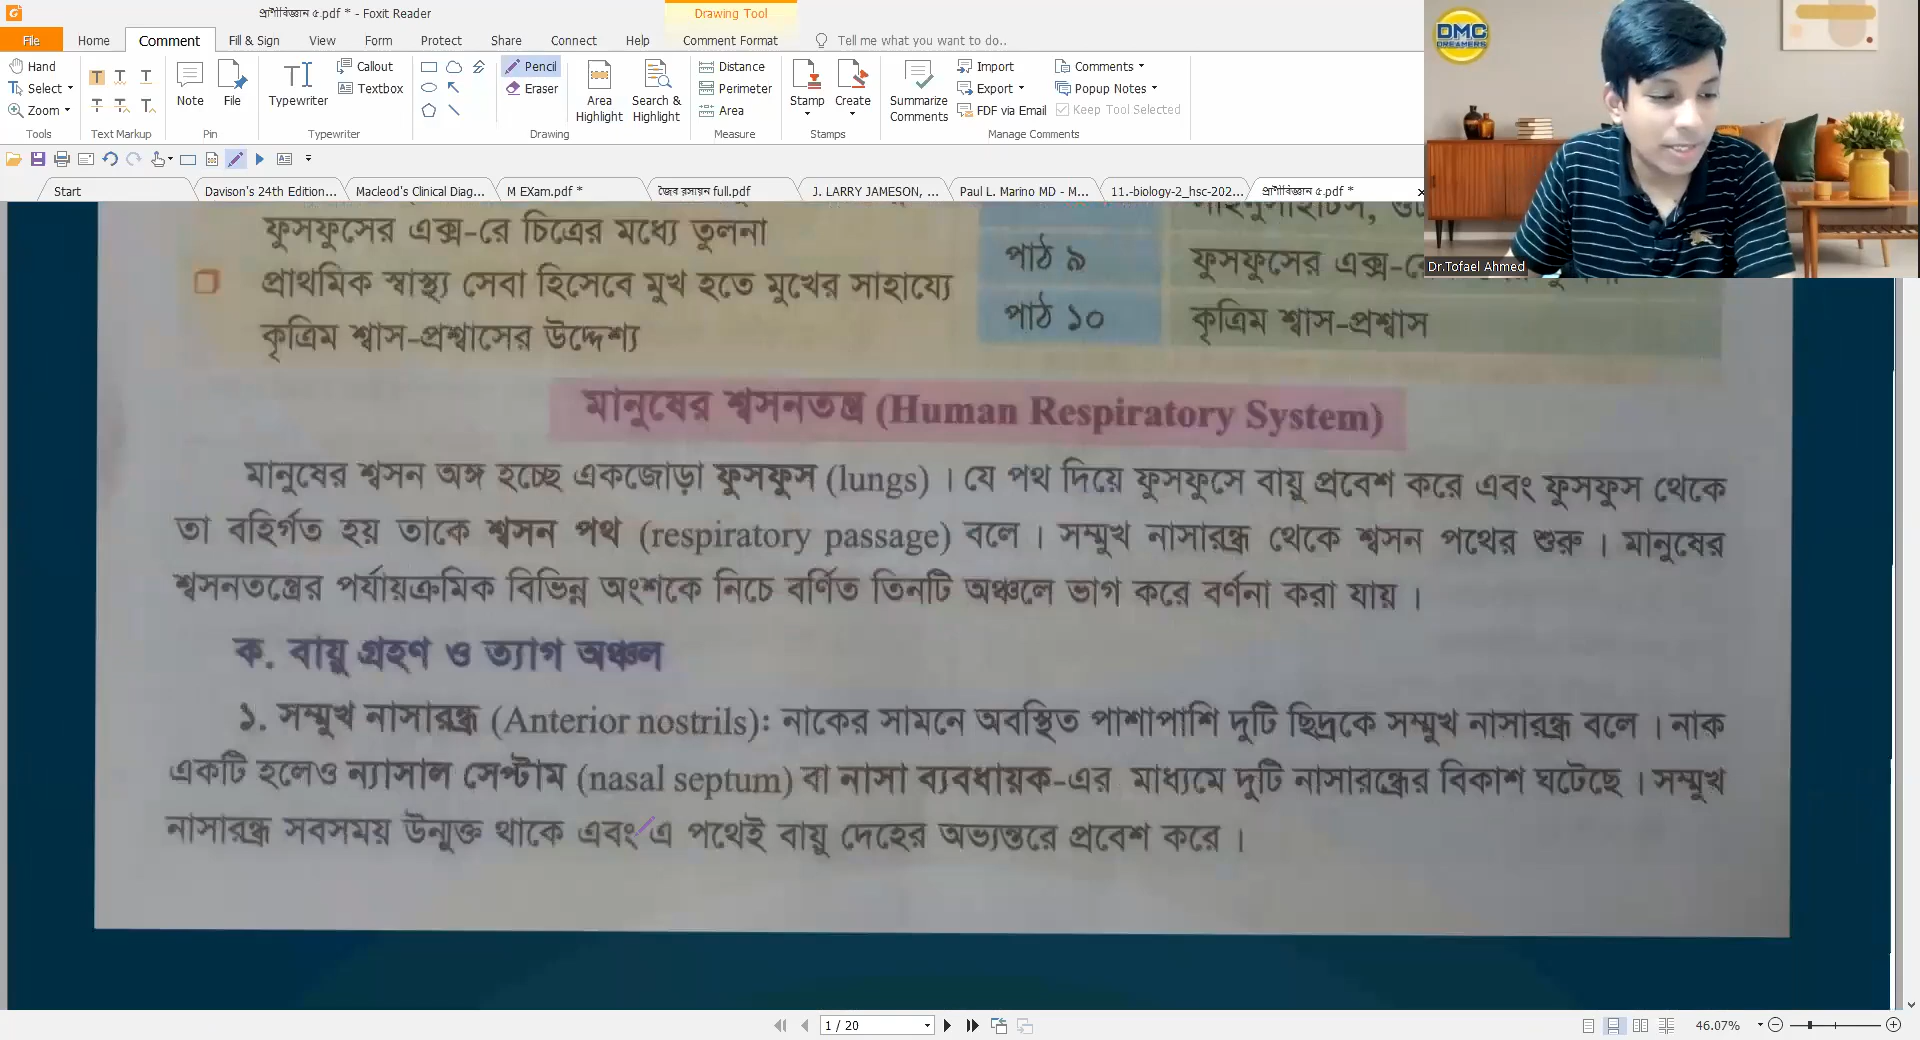 প্রাণীবিজ্ঞান ৫.pdf * - Foxit Reader
Drawing Tool
File Home Comment Fill & Sign View Form Protect Share Connect Help Comment Format Tell me what you want to do..
Hand
Select
Zoom
Tools
Text Markup
Note
File
Pin
Typewriter
Callout
Textbox
Typewriter
Pencil
Eraser
Area Highlight
Search & Highlight
Drawing
Distance
Perimeter
Area
Measure
Stamp
Create
Stamps
Summarize Comments
Import
Export
FDF via Email
Comments
Popup Notes
Keep Tool Selected
Manage Comments
DMC
DREAMERS
Dr.Tofael Ahmed
Start Davison's 24th Edition... Macleod's Clinical Diag... M EXam.pdf * জৈব রসায়ন full.pdf J. LARRY JAMESON, ... Paul L. Marino MD - M... 11.-biology-2_hsc-202... প্রাণীবিজ্ঞান ৫.pdf *
ফুসফুসের এক্স-রে চিত্রের মধ্যে তুলনা
প্রাথমিক স্বাস্থ্য সেবা হিসেবে মুখ হতে মুখের সাহায্যে
কৃত্রিম শ্বাস-প্রশ্বাসের উদ্দেশ্য
পাঠ ৯ ফুসফুসের এক্স-রে
পাঠ ১০ কৃত্রিম শ্বাস-প্রশ্বাস
মানুষের শ্বসনতন্ত্র (Human Respiratory System)
মানুষের শ্বসন অঙ্গ হচ্ছে একজোড়া ফুসফুস (lungs) । যে পথ দিয়ে ফুসফুসে বায়ু প্রবেশ করে এবং ফুসফুস থেকে
তা বহির্গত হয় তাকে শ্বসন পথ (respiratory passage) বলে । সম্মুখ নাসারন্ধ্র থেকে শ্বসন পথের শুরু । মানুষের
শ্বসনতন্ত্রের পর্যায়ক্রমিক বিভিন্ন অংশকে নিচে বর্ণিত তিনটি অঞ্চলে ভাগ করে বর্ণনা করা যায় ।
ক. বায়ু গ্রহণ ও ত্যাগ অঞ্চল
১. সম্মুখ নাসারন্ধ্র (Anterior nostrils): নাকের সামনে অবস্থিত পাশাপাশি দুটি ছিদ্রকে সম্মুখ নাসারন্ধ্র বলে । নাক
একটি হলেও ন্যাসাল সেপ্টাম (nasal septum) বা নাসা ব্যবধায়ক-এর মাধ্যমে দুটি নাসারন্ধ্রের বিকাশ ঘটেছে । সম্মুখ
নাসারন্ধ্র সবসময় উন্মুক্ত থাকে এবং এ পথেই বায়ু দেহের অভ্যন্তরে প্রবেশ করে ।
1 / 20
46.07%